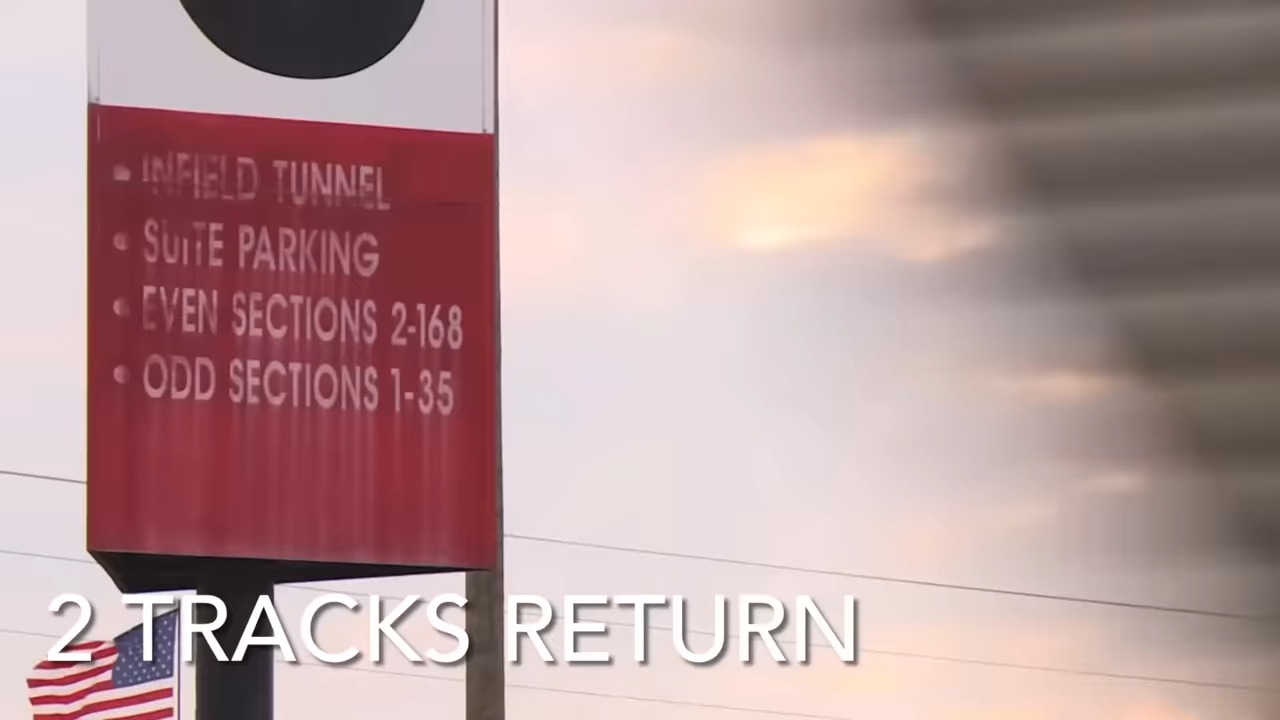 INFIELD TUNNEL
SUITE PARKING
EVEN SECTIONS 2-168
ODD SECTIONS 1-35
2 TRACKS RETURN